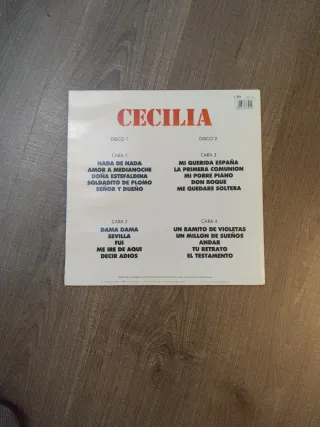 CECILIA
DISCO 1
CARA 1
NADA DE NADA
AMOR A MEDIANOCHE
DOÑA ESTEFALDINA
SOLDADITO DE PLOMO
SEÑOR Y DUEÑO
CARA 2
DAMA DAMA
SEVILLA
FUI
ME IRE DE AQUI
DECIR ADIOS
DISCO 2
CARA 3
MI QUERIDA ESPAÑA
LA PRIMERA COMUNION
MI POBRE PIANO
DON ROQUE
ME QUEDARE SOLTERA
CARA 4
UN RAMITO DE VIOLETAS
UN MILLON DE SUEÑOS
ANDAR
TU RETRATO
EL TESTAMENTO